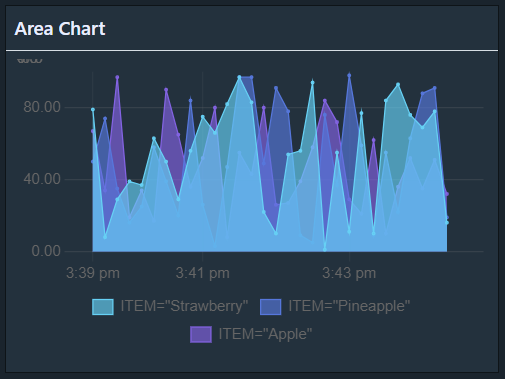 Area Chart
80.00
40.00
0.00
3:39 pm 3:41 pm 3:43 pm
ITEM="Strawberry" ITEM="Pineapple"
ITEM="Apple"